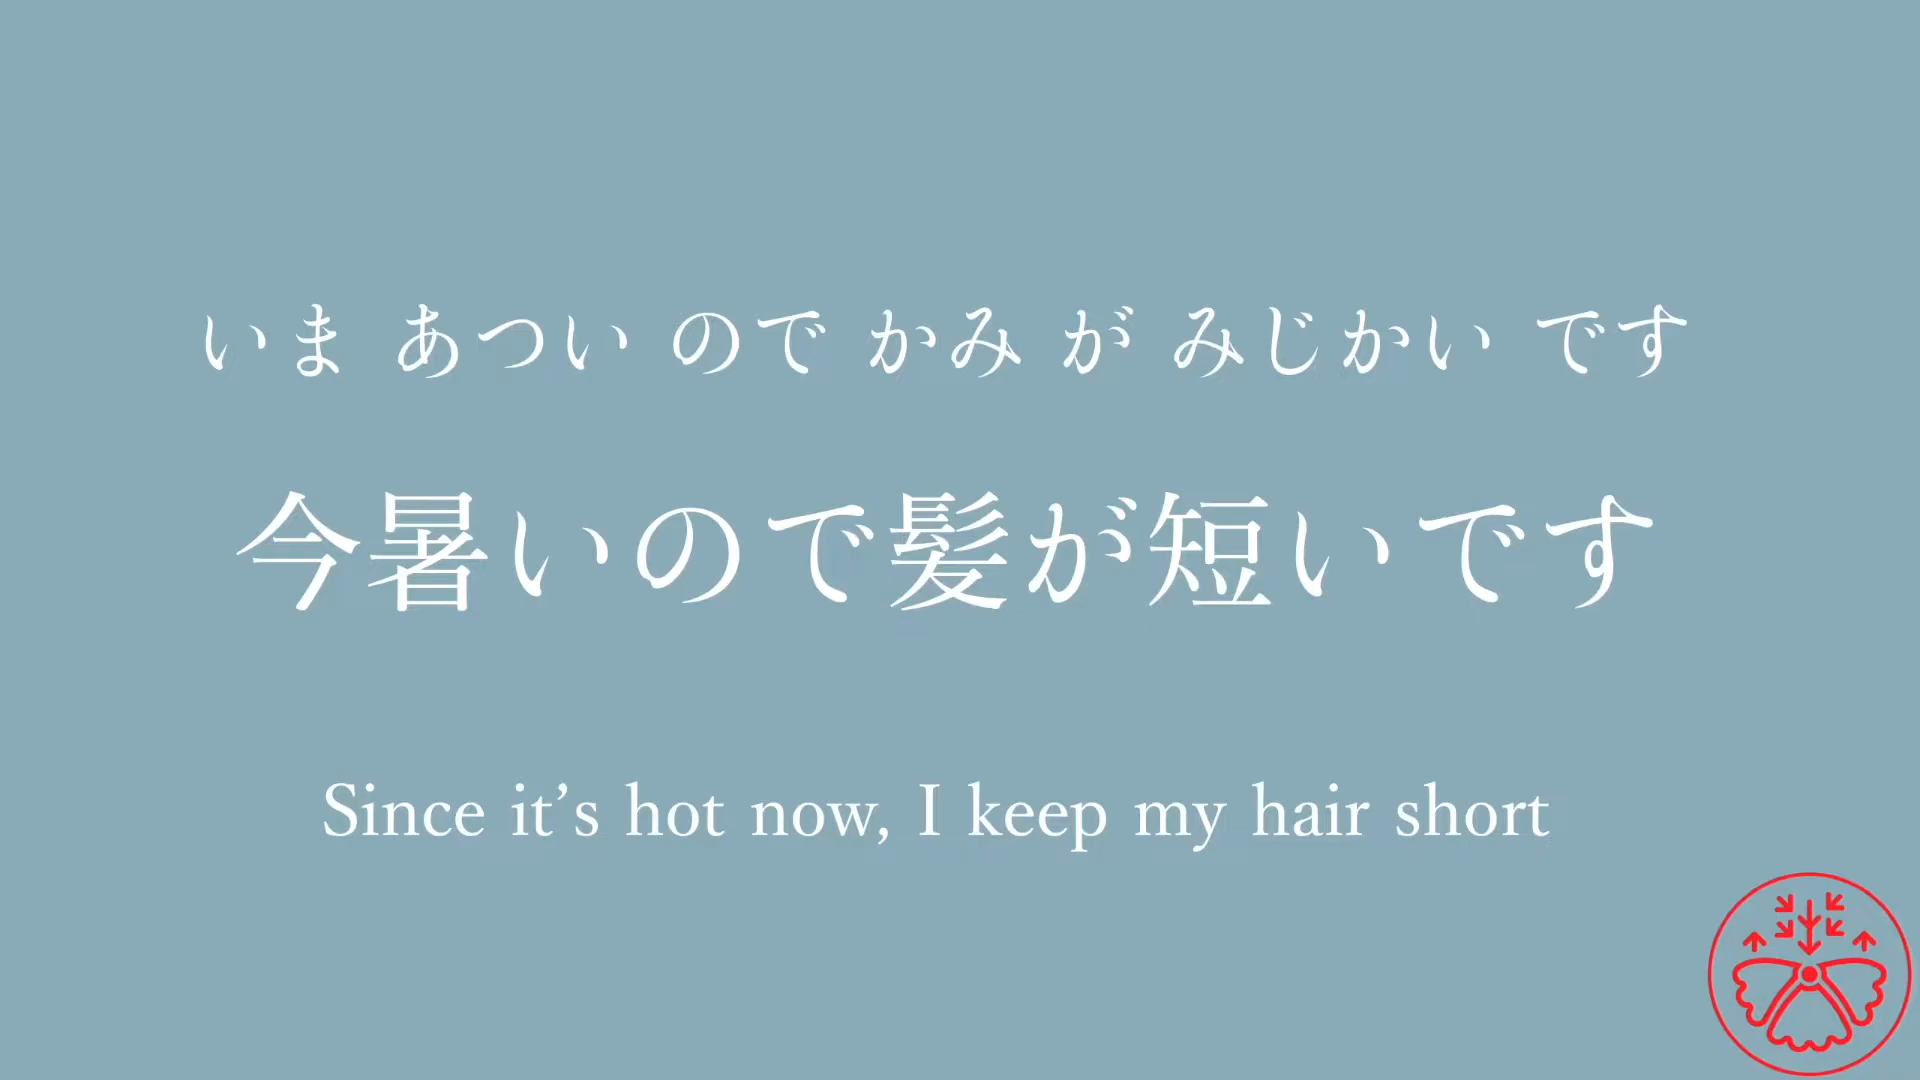 いま あつい ので かみ が みじかい です
今暑いので髪が短いです
Since it’s hot now, I keep my hair short